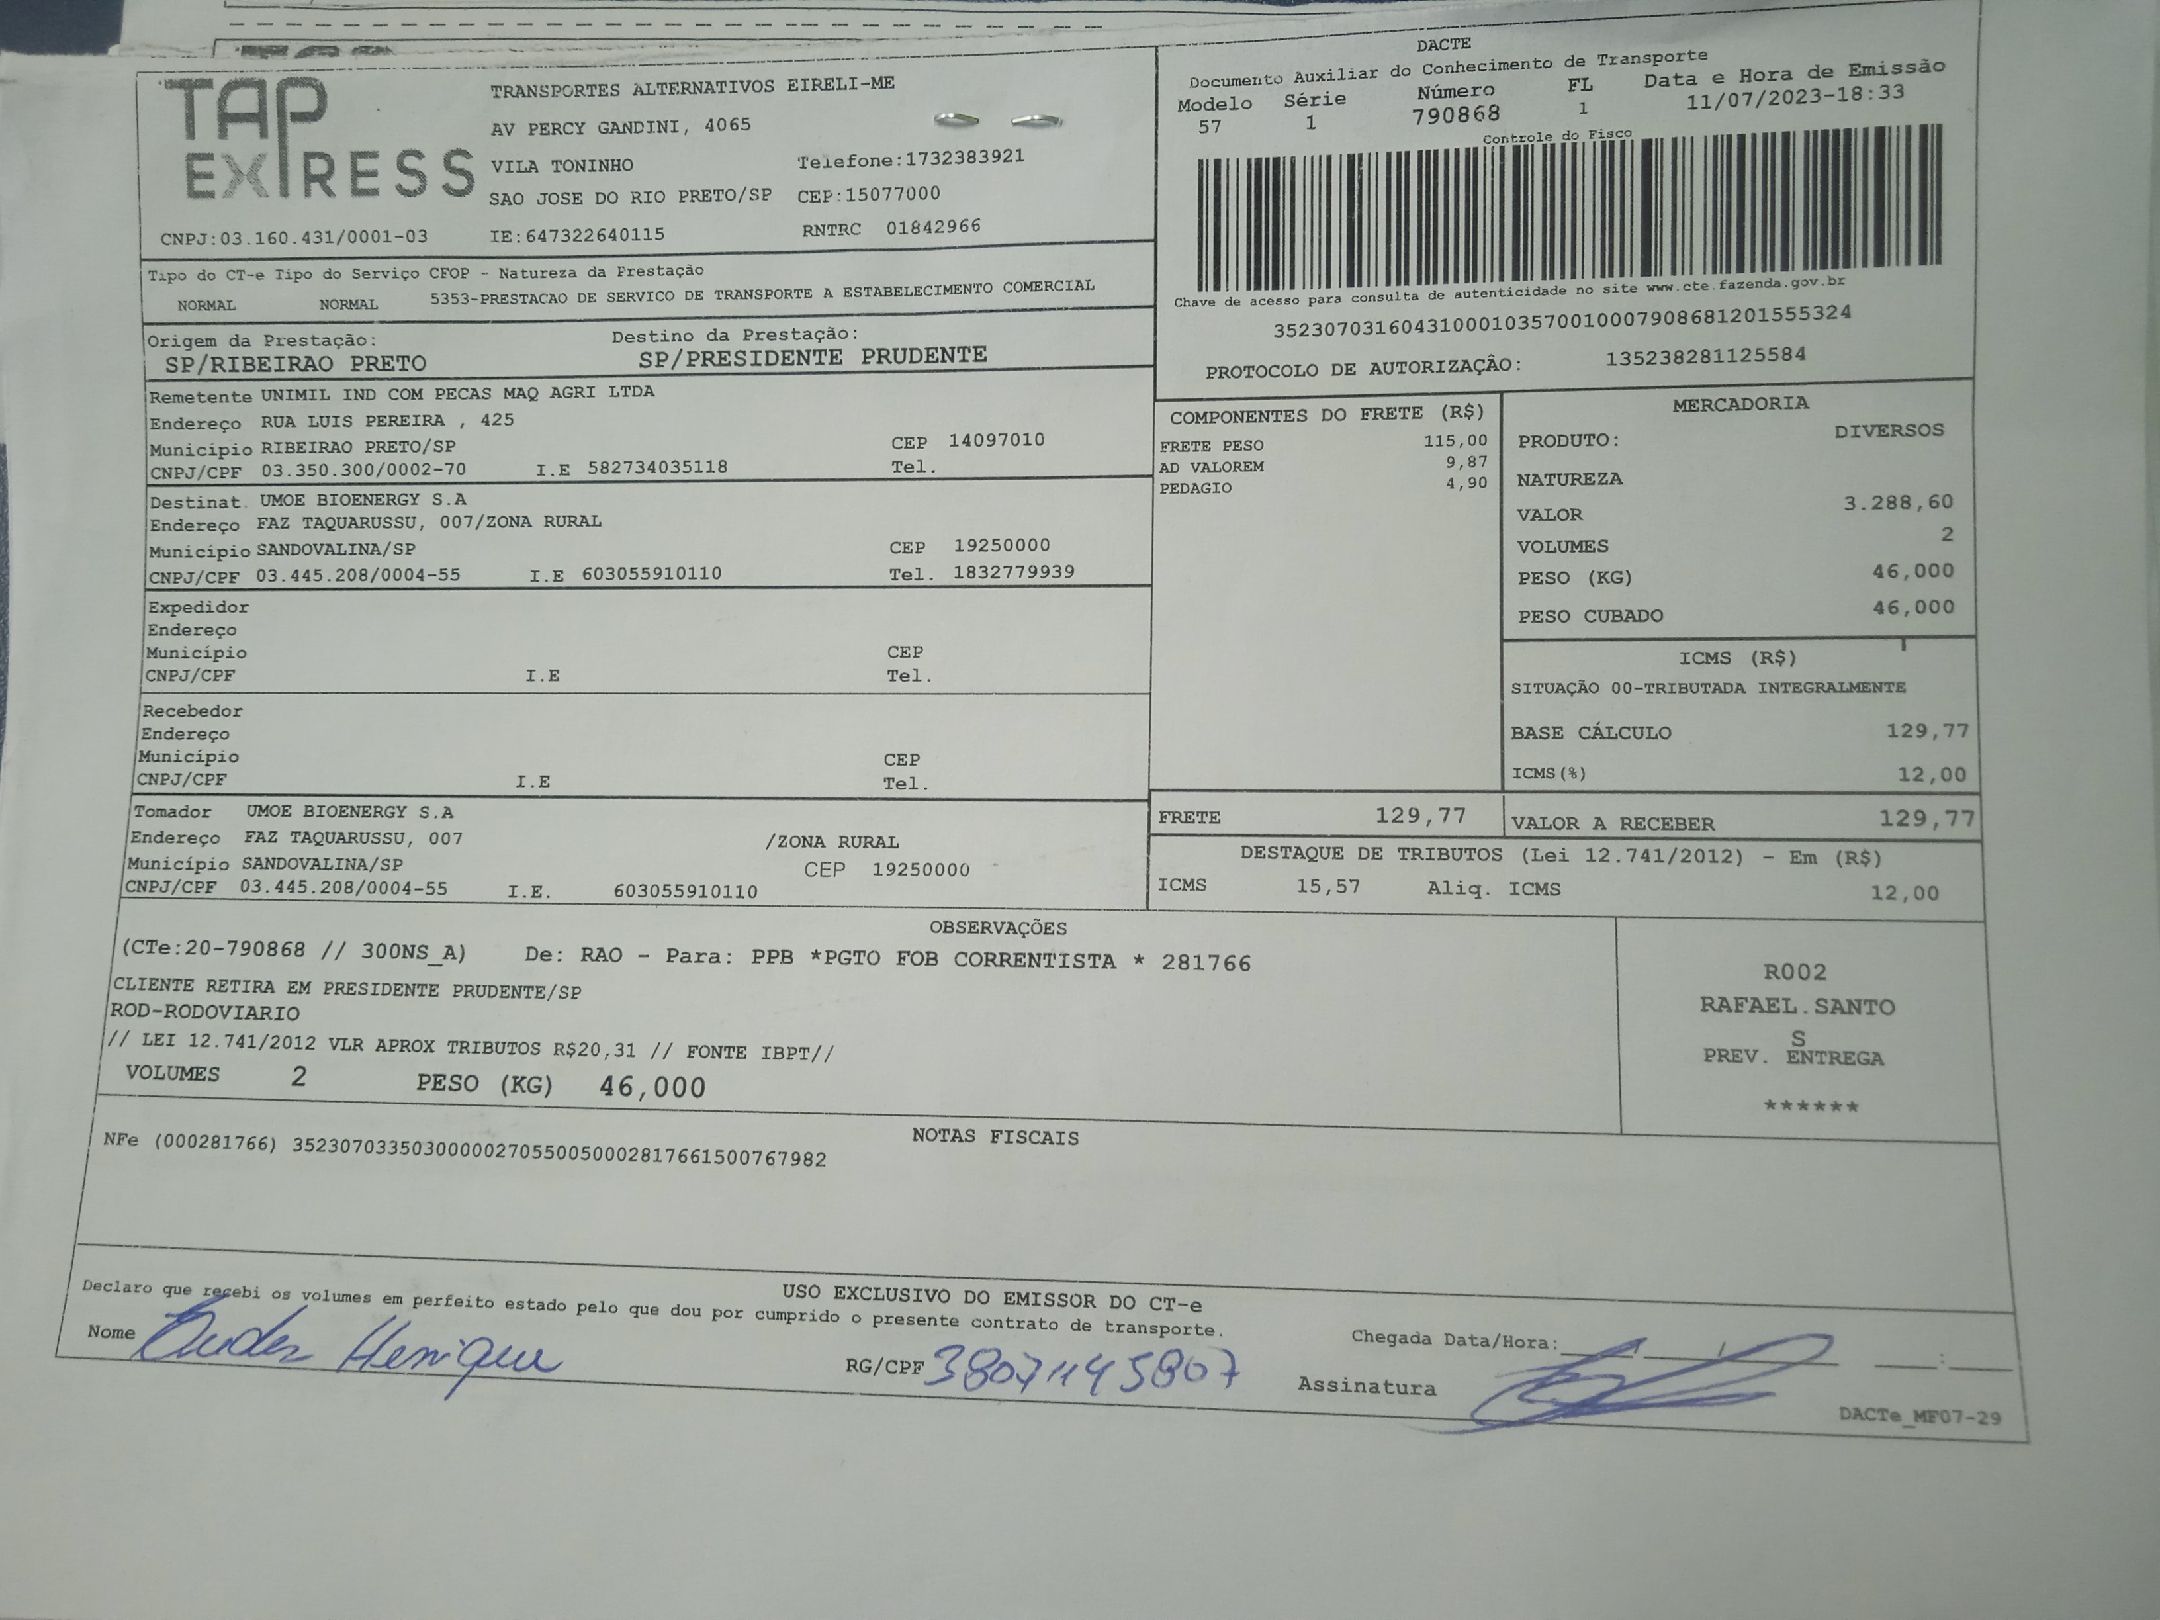 TAP EXPRESS
TRANSPORTES ALTERNATIVOS EIRELI-ME
AV PERCY GANDINI, 4065
VILA TONINHO Telefone:1732383921
SAO JOSE DO RIO PRETO/SP CEP:15077000
CNPJ:03.160.431/0001-03 IE:647322640115 RNTRC 01842966
DACTE
Documento Auxiliar do Conhecimento de Transporte
Modelo Série Número FL Data e Hora de Emissão
57 1 790868 1 11/07/2023-18:33
Controle do Fisco
Chave de acesso para consulta de autenticidade no site www.cte.fazenda.gov.br
35230703160431000103570010007908681201555324
PROTOCOLO DE AUTORIZAÇÂO: 135238281125584
Tipo do CT-e Tipo do Serviço CFOP - Natureza da Prestação
NORMAL NORMAL 5353-PRESTACAO DE SERVICO DE TRANSPORTE A ESTABELECIMENTO COMERCIAL
Origem da Prestação: Destino da Prestação:
SP/RIBEIRAO PRETO SP/PRESIDENTE PRUDENTE
Remetente UNIMIL IND COM PECAS MAQ AGRI LTDA
Endereço RUA LUIS PEREIRA , 425
Município RIBEIRAO PRETO/SP CEP 14097010
CNPJ/CPF 03.350.300/0002-70 I.E 582734035118 Tel.
Destinat. UMOE BIOENERGY S.A
Endereço FAZ TAQUARUSSU, 007/ZONA RURAL
Município SANDOVALINA/SP CEP 19250000
CNPJ/CPF 03.445.208/0004-55 I.E 603055910110 Tel. 1832779939
Expedidor
Endereço
Município CEP
CNPJ/CPF I.E Tel.
Recebedor
Endereço
Município CEP
CNPJ/CPF I.E Tel.
Tomador UMOE BIOENERGY S.A
Endereço FAZ TAQUARUSSU, 007 /ZONA RURAL
Município SANDOVALINA/SP CEP 19250000
CNPJ/CPF 03.445.208/0004-55 I.E. 603055910110
COMPONENTES DO FRETE (R$)
FRETE PESO 115,00
AD VALOREM 9,87
PEDAGIO 4,90
MERCADORIA
PRODUTO: DIVERSOS
NATUREZA
VALOR 3.288,60
VOLUMES 2
PESO (KG) 46,000
PESO CUBADO 46,000
ICMS (R$)
SITUAÇÃO 00-TRIBUTADA INTEGRALMENTE
BASE CÁLCULO 129,77
ICMS(%) 12,00
FRETE 129,77 VALOR A RECEBER 129,77
DESTAQUE DE TRIBUTOS (Lei 12.741/2012) - Em (R$)
ICMS 15,57 Aliq. ICMS 12,00
OBSERVAÇÕES
(CTe:20-790868 // 300NS_A) De: RAO - Para: PPB *PGTO FOB CORRENTISTA * 281766
CLIENTE RETIRA EM PRESIDENTE PRUDENTE/SP
ROD-RODOVIARIO
// LEI 12.741/2012 VLR APROX TRIBUTOS R$20,31 // FONTE IBPT//
VOLUMES 2 PESO (KG) 46,000
R002
RAFAEL.SANTO
S
PREV. ENTREGA
******
NOTAS FISCAIS
NFe (000281766) 35230703350300000270550050002817661500767982
USO EXCLUSIVO DO EMISSOR DO CT-e
Declaro que recebi os volumes em perfeito estado pelo que dou por cumprido o presente contrato de transporte.
Nome Henrique RG/CPF 38071145807 Chegada Data/Hora:___/___/___ ___:___
Assinatura
DACTe_MF07-29